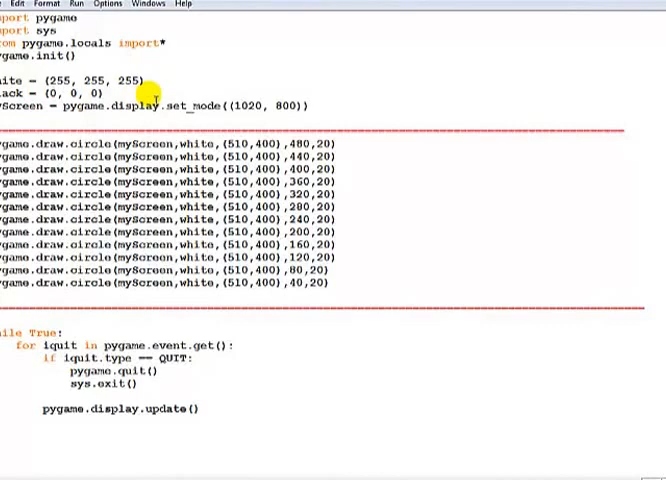 Edit Format Run Options Windows Help
port pygame
port sys
om pygame.locals import*
game.init()
ite = (255, 255, 255)
ack = (0, 0, 0)
Screen = pygame.display.set_mode((1020, 800))
game.draw.circle(myScreen,white,(510,400),480,20)
game.draw.circle(myScreen,white,(510,400),440,20)
game.draw.circle(myScreen,white,(510,400),400,20)
game.draw.circle(myScreen,white,(510,400),360,20)
game.draw.circle(myScreen,white,(510,400),320,20)
game.draw.circle(myScreen,white,(510,400),280,20)
game.draw.circle(myScreen,white,(510,400),240,20)
game.draw.circle(myScreen,white,(510,400),200,20)
game.draw.circle(myScreen,white,(510,400),160,20)
game.draw.circle(myScreen,white,(510,400),120,20)
game.draw.circle(myScreen,white,(510,400),80,20)
game.draw.circle(myScreen,white,(510,400),40,20)
ile True:
for iquit in pygame.event.get():
if iquit.type == QUIT:
pygame.quit()
sys.exit()
pygame.display.update()